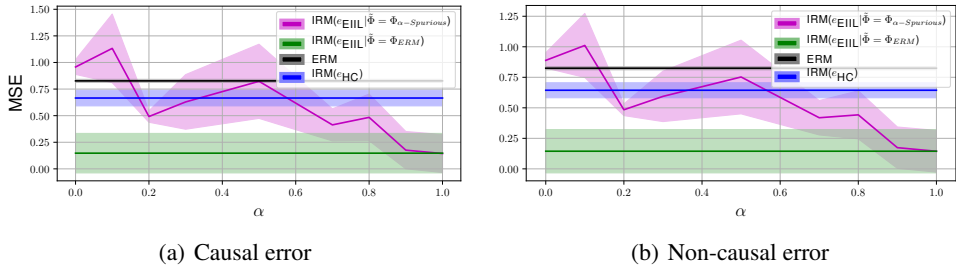 IRM(e_EIIL|Φ̃ = Φ_α−Spurious)
IRM(e_EIIL|Φ̃ = Φ_ERM)
ERM
IRM(e_HC)
MSE
1.50
1.25
1.00
0.75
0.50
0.25
0.00
0.0 0.2 0.4 0.6 0.8 1.0
α
(a) Causal error
IRM(e_EIIL|Φ̃ = Φ_α−Spurious)
IRM(e_EIIL|Φ̃ = Φ_ERM)
ERM
IRM(e_HC)
1.25
1.00
0.75
0.50
0.25
0.00
0.0 0.2 0.4 0.6 0.8 1.0
α
(b) Non-causal error